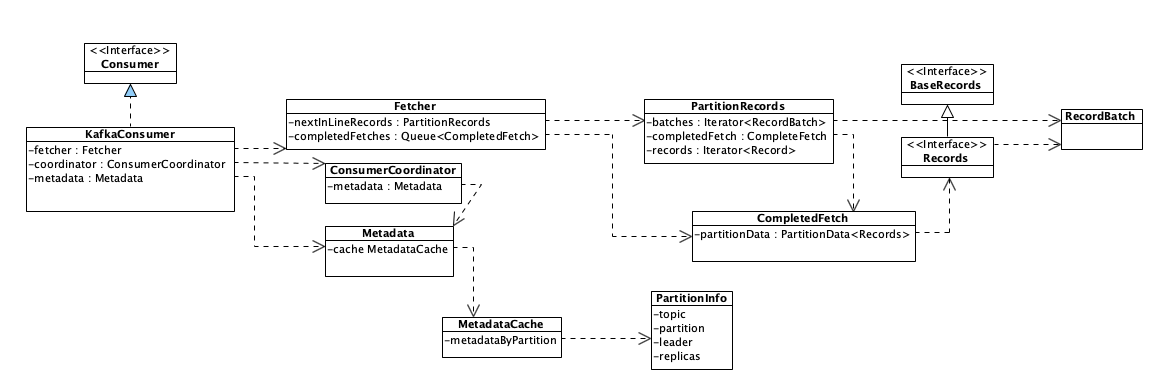 <<Interface>>
Consumer
KafkaConsumer
-fetcher : Fetcher
-coordinator : ConsumerCoordinator
-metadata : Metadata
Fetcher
-nextInLineRecords : PartitionRecords
-completedFetches : Queue<CompletedFetch>
ConsumerCoordinator
-metadata : Metadata
Metadata
-cache MetadataCache
MetadataCache
-metadataByPartition
PartitionRecords
-batches : Iterator<RecordBatch>
-completedFetch : CompleteFetch
-records : Iterator<Record>
CompletedFetch
-partitionData : PartitionData<Records>
PartitionInfo
-topic
-partition
-leader
-replicas
<<Interface>>
BaseRecords
<<Interface>>
Records
RecordBatch